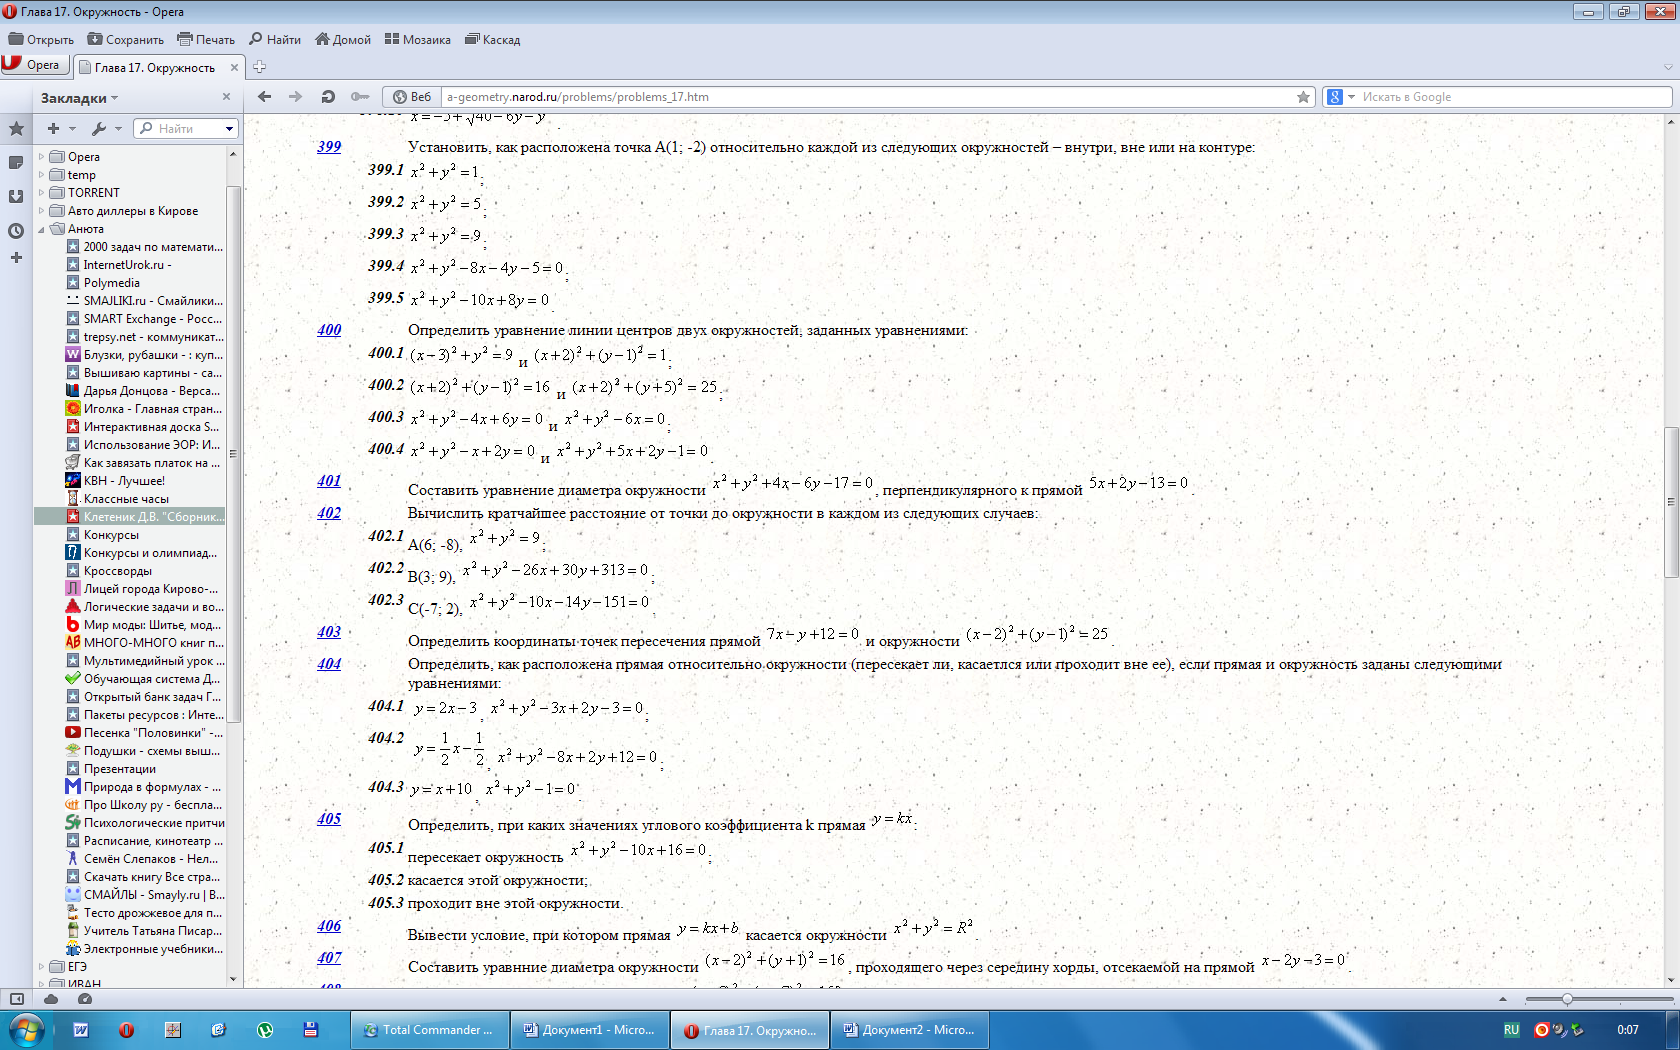 Глава 17. Окружность - Opera
Открыть Сохранить Печать Найти Домой Мозаика Каскад
Opera Глава 17. Окружность
Закладки
Веб a-geometry.narod.ru/problems/problems_17.htm
Искать в Google
Найти
Opera
temp
TORRENT
Авто диллеры в Кирове
Анюта
2000 задач по математи...
InternetUrok.ru -
Polymedia
SMAJLIKI.ru - Смайлики...
SMART Exchange - Росс...
trepsy.net - коммуникат...
Блузки, рубашки - : куп...
Вышиваю картины - са...
Дарья Донцова - Верса...
Иголка - Главная стран...
Интерактивная доска S...
Использование ЭОР: И...
Как завязать платок на ...
КВН - Лучшее!
Классные часы
Клетеник Д.В. "Сборник...
Конкурсы
Конкурсы и олимпиад...
Кроссворды
Лицей города Кирово-...
Логические задачи и во...
Мир моды: Шитье, мод...
МНОГО-МНОГО книг п...
Мультимедийный урок ...
Обучающая система Д...
Открытый банк задач Г...
Пакеты ресурсов : Инте...
Песенка "Половинки" -...
Подушки - схемы выш...
Презентации
Природа в формулах - ...
Про Школу ру - беспла...
Психологические притчи
Расписание, кинотеатр ...
Семён Слепаков - Нел...
Скачать книгу Все стра...
СМАЙЛЫ - Smayly.ru | В...
Тесто дрожжевое для п...
Учитель Татьяна Писар...
Электронные учебники...
ЕГЭ
ИВАН
x = −5 + √40 − 6y − y
399 Установить, как расположена точка A(1; -2) относительно каждой из следующих окружностей – внутри, вне или на контуре:
399.1 x² + y² = 1;
399.2 x² + y² = 5;
399.3 x² + y² = 9;
399.4 x² + y² − 8x − 4y − 5 = 0;
399.5 x² + y² − 10x + 8y = 0.
400 Определить уравнение линии центров двух окружностей, заданных уравнениями:
400.1 (x − 3)² + y² = 9 и (x + 2)² + (y − 1)² = 1;
400.2 (x + 2)² + (y − 1)² = 16 и (x + 2)² + (y + 5)² = 25;
400.3 x² + y² − 4x + 6y = 0 и x² + y² − 6x = 0;
400.4 x² + y² − x + 2y = 0 и x² + y² + 5x + 2y − 1 = 0.
401 Составить уравнение диаметра окружности x² + y² + 4x − 6y − 17 = 0, перпендикулярного к прямой 5x + 2y − 13 = 0.
402 Вычислить кратчайшее расстояние от точки до окружности в каждом из следующих случаев:
402.1 A(6; -8), x² + y² = 9;
402.2 B(3; 9), x² + y² − 26x + 30y + 313 = 0;
402.3 C(-7; 2), x² + y² − 10x − 14y − 151 = 0.
403 Определить координаты точек пересечения прямой 7x − y + 12 = 0 и окружности (x − 2)² + (y − 1)² = 25.
404 Определить, как расположена прямая относительно окружности (пересекает ли, касаетлся или проходит вне ее), если прямая и окружность заданы следующими
уравнениями:
404.1 y = 2x − 3, x² + y² − 3x + 2y − 3 = 0;
404.2 y = 1/2 x − 1/2, x² + y² − 8x + 2y + 12 = 0;
404.3 y = x + 10, x² + y² − 1 = 0.
405 Определить, при каких значениях углового коэффициента k прямая y = kx:
405.1 пересекает окружность x² + y² − 10x + 16 = 0;
405.2 касается этой окружности;
405.3 проходит вне этой окружности.
406 Вывести условие, при котором прямая y = kx + b касается окружности x² + y² = R².
407 Составить уравнние диаметра окружности (x − 2)² + (y + 1)² = 16, проходящего через середину хорды, отсекаемой на прямой x − 2y − 3 = 0.
408
Total Commander ... Документ1 - Micro... Глава 17. Окружно... Документ2 - Micro... RU 0:07